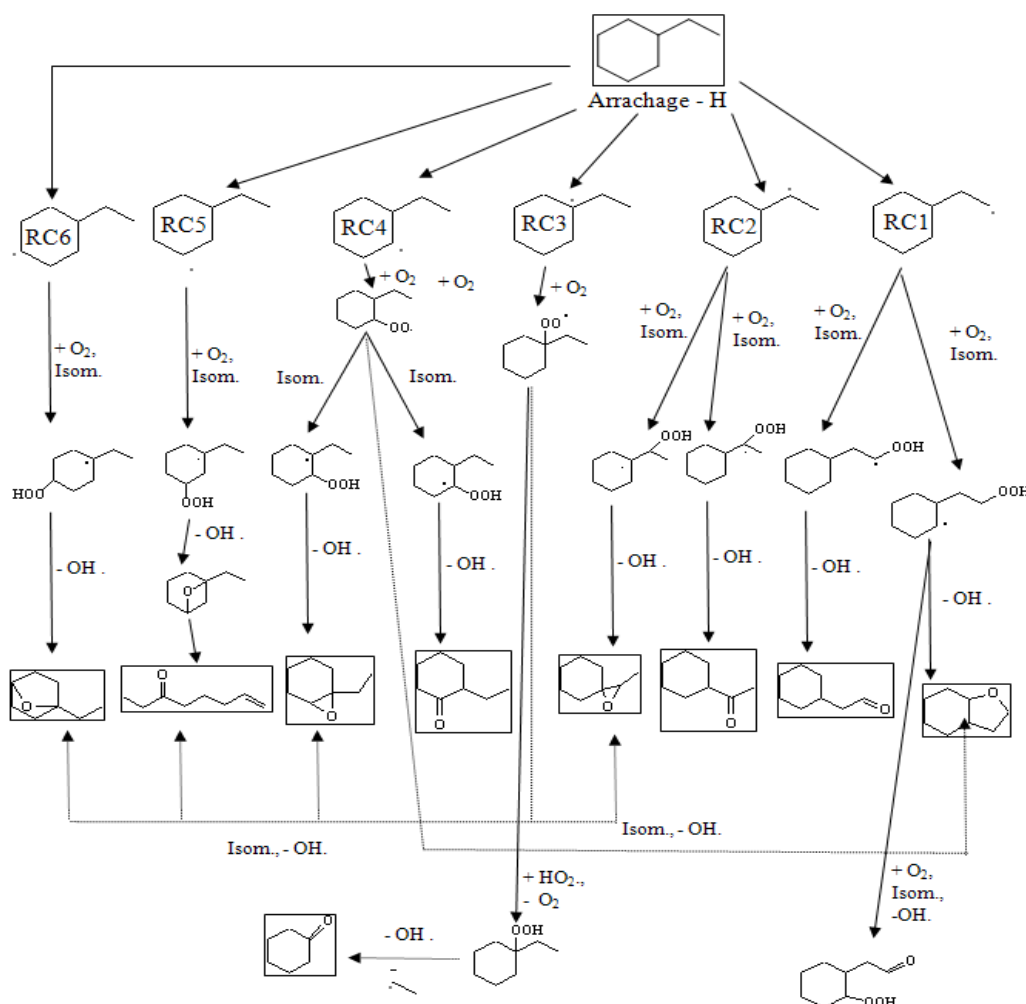 Arrachage - H
RC6
RC5
RC4
RC3
RC2
RC1
+ O2
+ O2
+ O2
OO.
OO
+ O2,
Isom.
+ O2,
Isom.
+ O2,
Isom.
+ O2,
Isom.
+ O2,
Isom.
+ O2,
Isom.
Isom.
Isom.
HOO
OOH
OOH
OOH
OOH
OOH
OOH
OOH
- OH .
- OH .
- OH .
- OH .
- OH .
- OH .
- OH .
- OH .
O
O
O
O
O
O
O
O
O
Isom., - OH.
Isom., - OH.
+ HO2.,
- O2
+ O2,
Isom.,
-OH.
O
- OH .
OOH
O
OOH